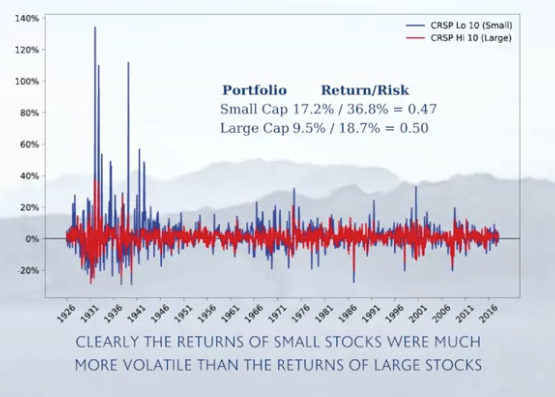 140%
120%
100%
80%
60%
40%
20%
0%
-20%
CRSP Lo 10 (Small)
CRSP Hi 10 (Large)
Portfolio Return/Risk
Small Cap 17.2% / 36.8% = 0.47
Large Cap 9.5% / 18.7% = 0.50
1926 1931 1936 1941 1946 1951 1956 1961 1966 1971 1976 1981 1986 1991 1996 2001 2006 2011 2016
CLEARLY THE RETURNS OF SMALL STOCKS WERE MUCH
MORE VOLATILE THAN THE RETURNS OF LARGE STOCKS